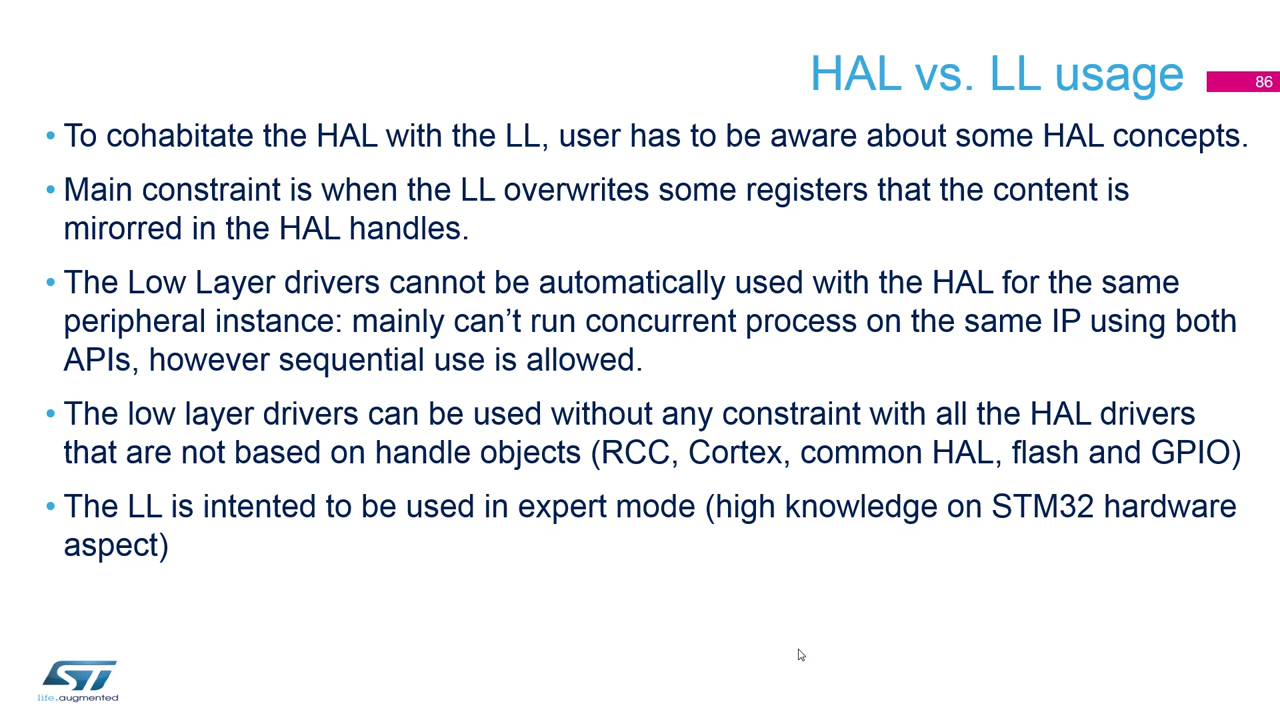 HAL vs. LL usage
86
• To cohabitate the HAL with the LL, user has to be aware about some HAL concepts.
• Main constraint is when the LL overwrites some registers that the content is
mirorred in the HAL handles.
• The Low Layer drivers cannot be automatically used with the HAL for the same
peripheral instance: mainly can’t run concurrent process on the same IP using both
APIs, however sequential use is allowed.
• The low layer drivers can be used without any constraint with all the HAL drivers
that are not based on handle objects (RCC, Cortex, common HAL, flash and GPIO)
• The LL is intented to be used in expert mode (high knowledge on STM32 hardware
aspect)
ST
life.augmented